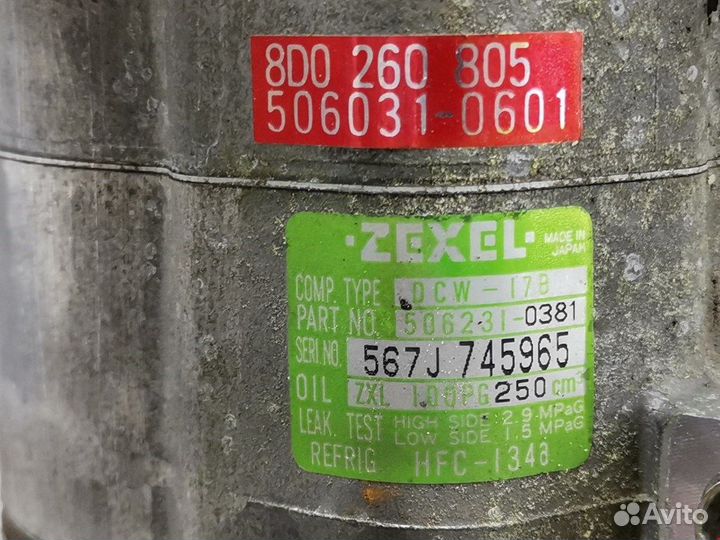 8D0 260 805
506031-0601
·ZEXEL· MADE IN JAPAN
COMP. TYPE DCW-17B
PART NO. 506231-0381
SERI.NO. 567J 745965
OIL ZXL 100PG 250 cm³
LEAK. TEST HIGH SIDE 2.9 MPaG
LOW SIDE 1.5 MPaG
REFRIG HFC-134a
Avito